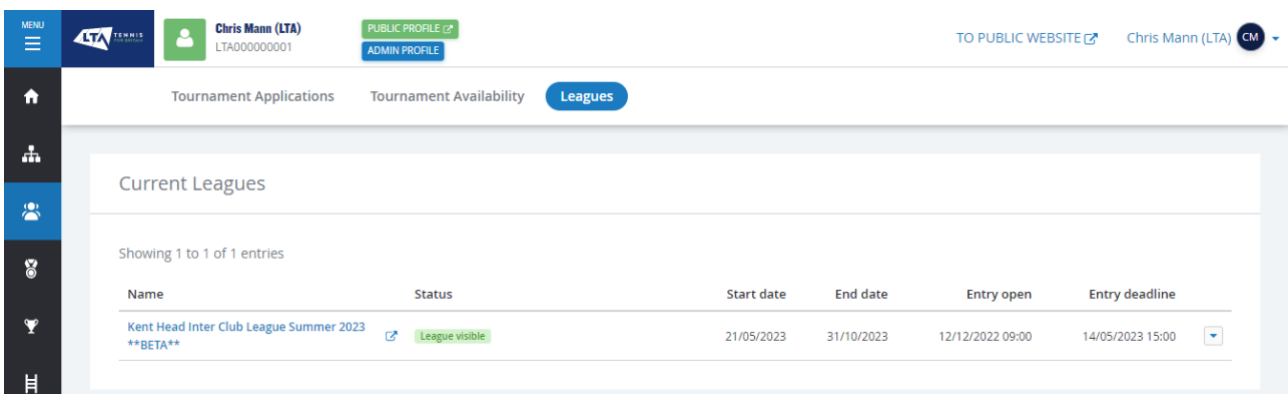 MENU
LTA TENNIS FOR BRITAIN
Chris Mann (LTA)
LTA000000001
PUBLIC PROFILE
ADMIN PROFILE
TO PUBLIC WEBSITE
Chris Mann (LTA) CM
Tournament Applications Tournament Availability Leagues
Current Leagues
Showing 1 to 1 of 1 entries
Name Status Start date End date Entry open Entry deadline
Kent Head Inter Club League Summer 2023
**BETA**
League visible 21/05/2023 31/10/2023 12/12/2022 09:00 14/05/2023 15:00